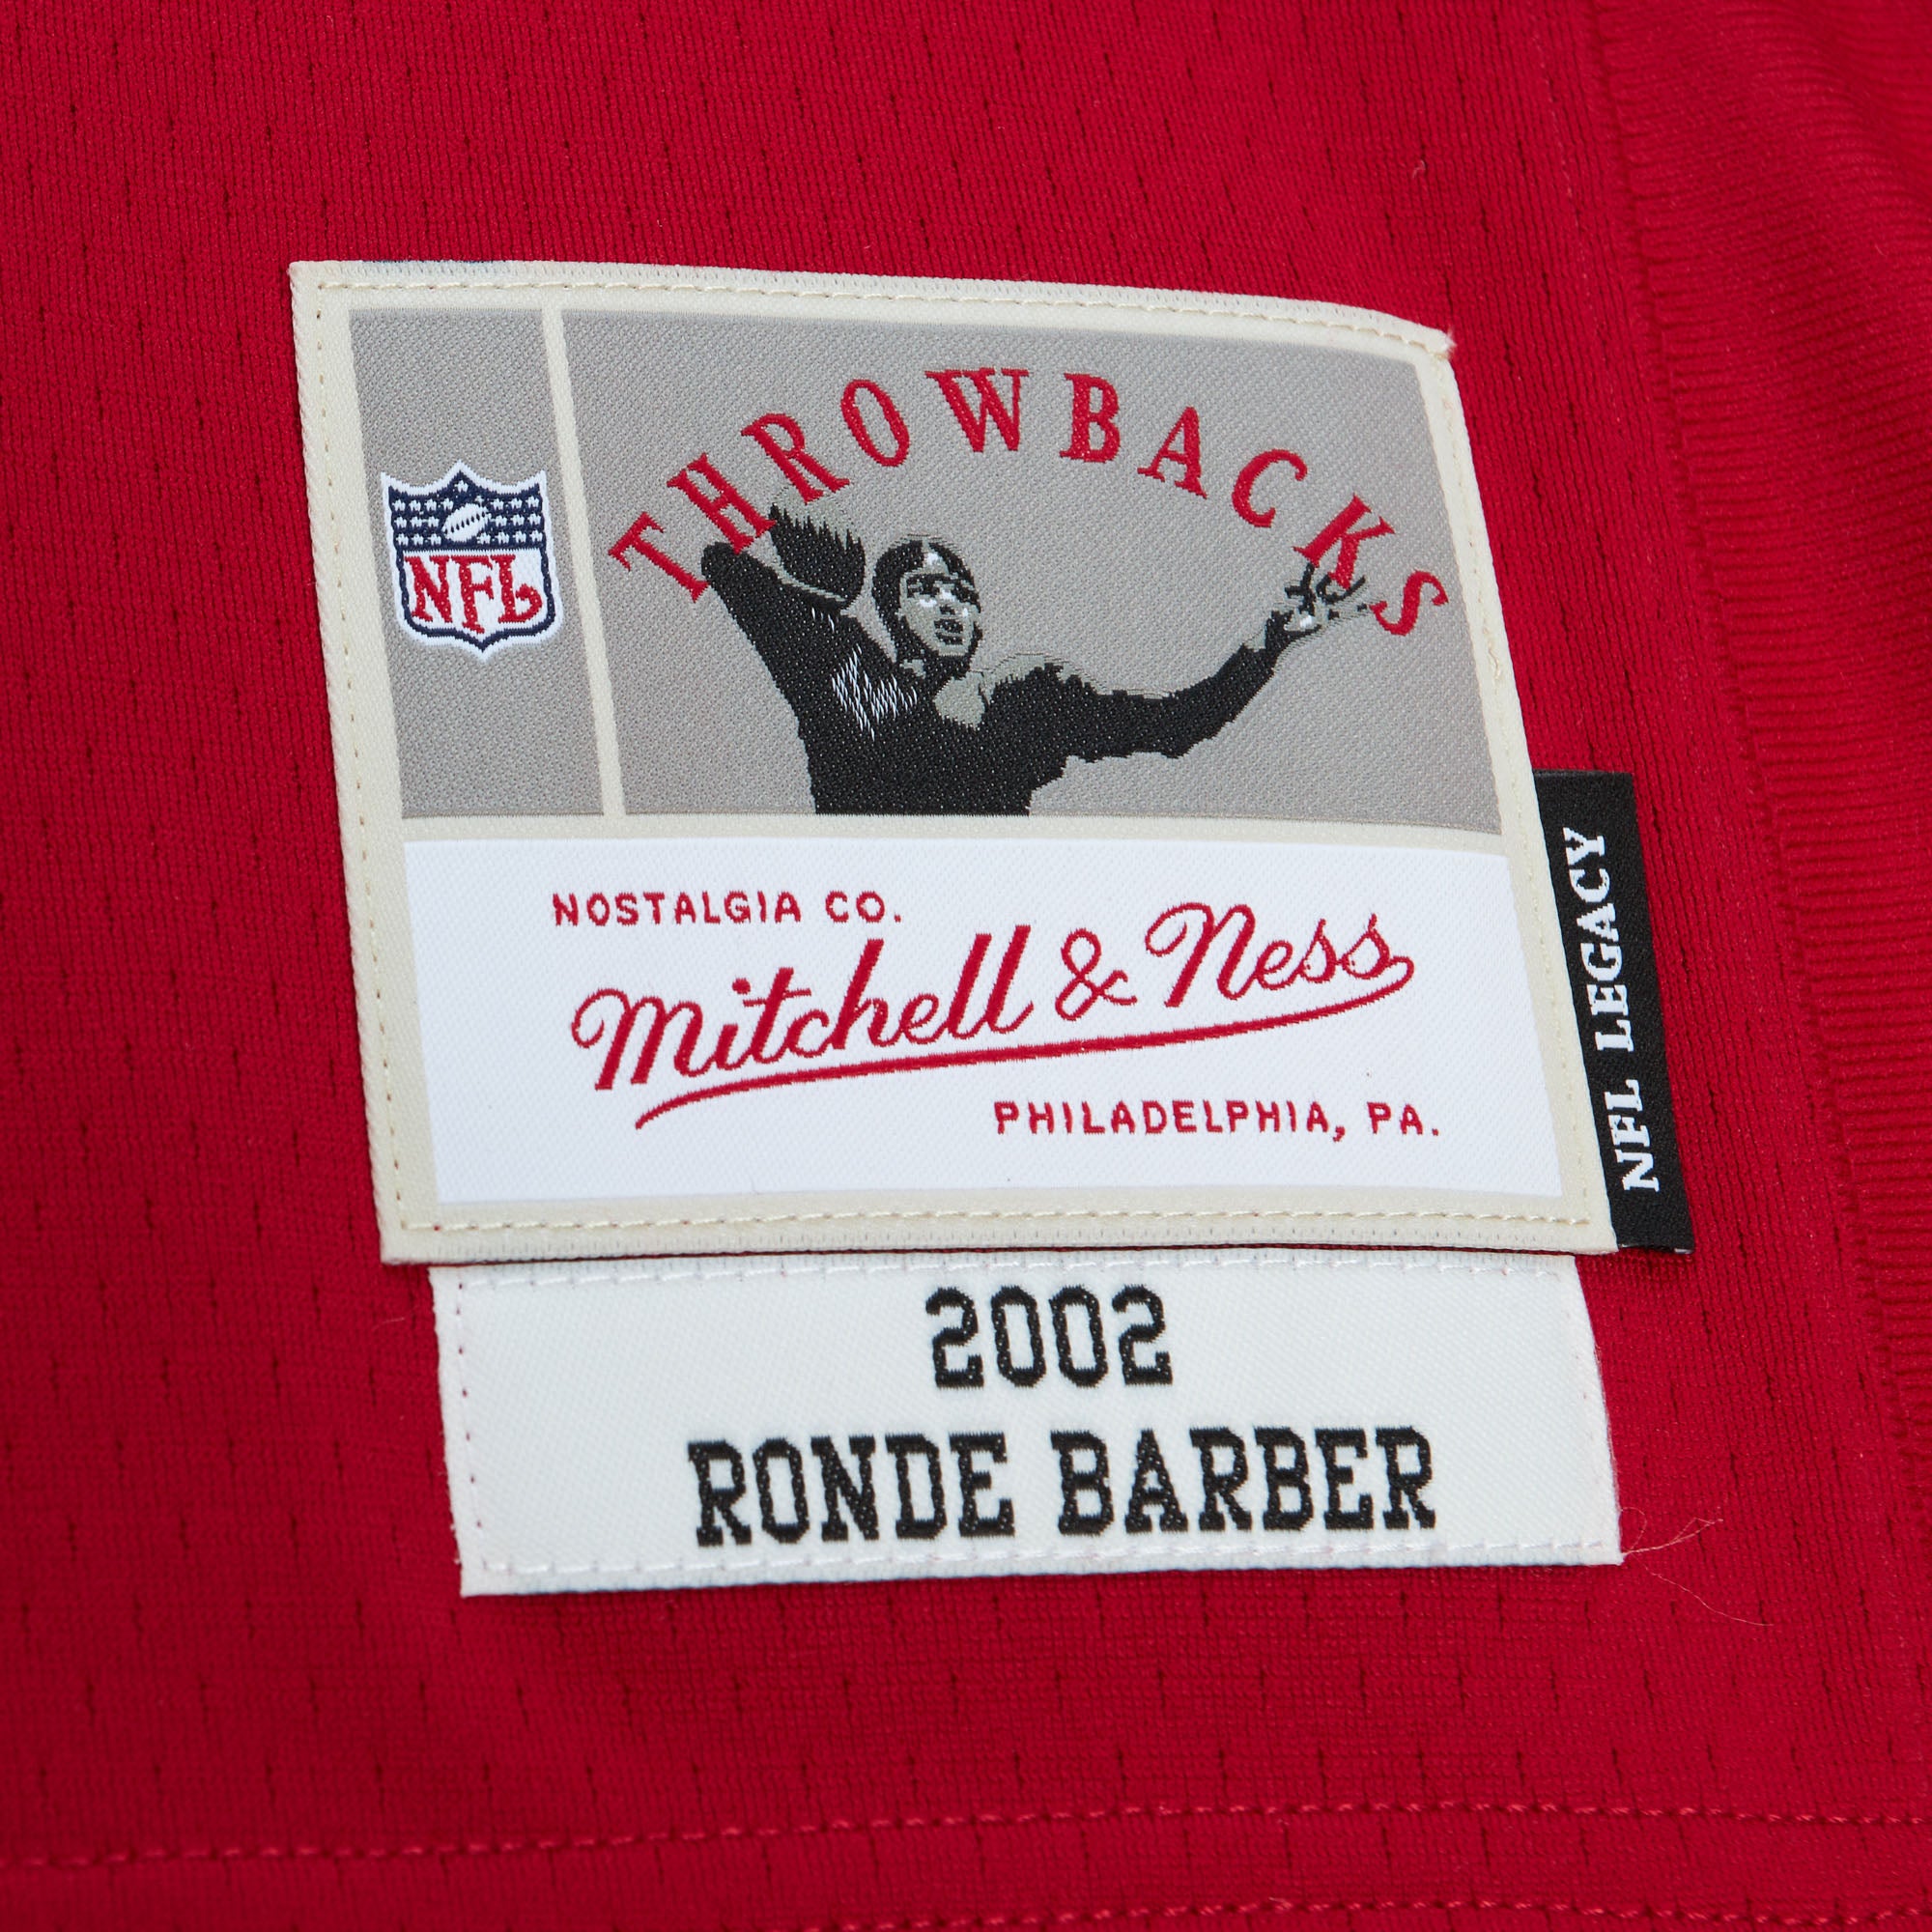 THROWBACKS
NFL
NOSTALGIA CO.
Mitchell & Ness
PHILADELPHIA, PA.
NFL LEGACY
2002
RONDE BARBER